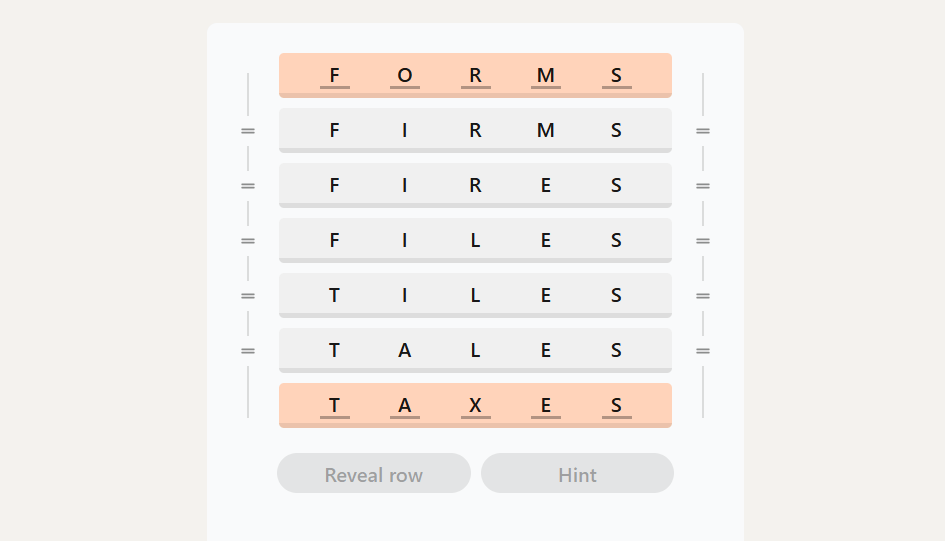 F O R M S
F I R M S
F I R E S
F I L E S
T I L E S
T A L E S
T A X E S
Reveal row Hint